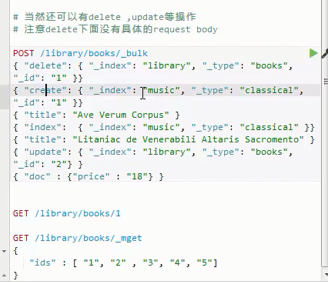 # 当然还可以有delete ,update等操作
# 注意delete下面没有具体的request body
POST /library/books/_bulk
{ "delete": { "_index": "library", "_type": "books",
"_id": "1" }}
{ "create": { "_index": "music", "_type": "classical",
"_id": "1" }}
{ "title": "Ave Verum Corpus" }
{ "index":  { "_index": "music", "_type": "classical" }}
{ "title": "Litaniac de Venerabili Altaris Sacromento" }
{ "update": { "_index": "library", "_type": "books",
"_id": "2"} }
{ "doc" : {"price" : "18"} }
GET /library/books/1
GET /library/books/_mget
{
"ids" : [ "1", "2" , "3", "4", "5"]
}